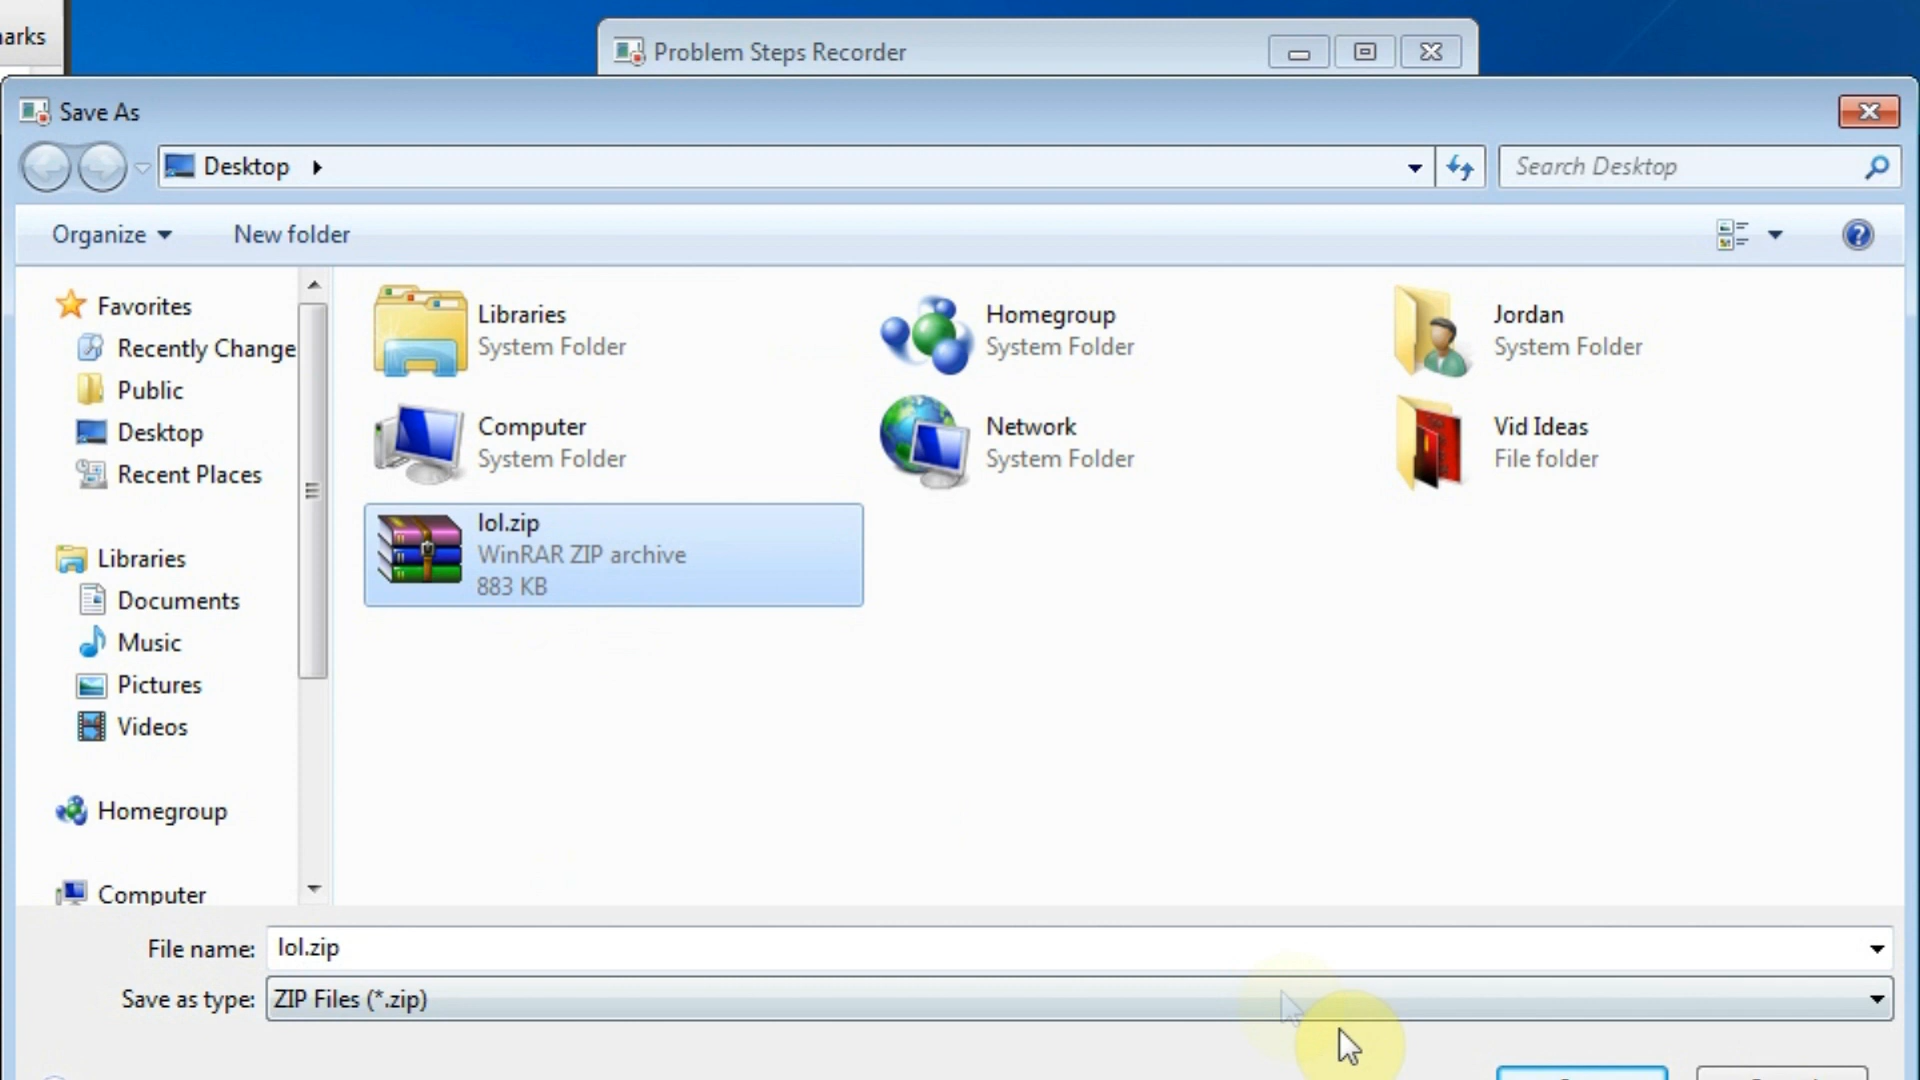 arks
Problem Steps Recorder
Save As
Desktop
Search Desktop
Organize
New folder
Favorites
Recently Change
Public
Desktop
Recent Places
Libraries
Documents
Music
Pictures
Videos
Homegroup
Computer
Libraries
System Folder
Homegroup
System Folder
Jordan
System Folder
Computer
System Folder
Network
System Folder
Vid Ideas
File folder
lol.zip
WinRAR ZIP archive
883 KB
File name: lol.zip
Save as type: ZIP Files (*.zip)